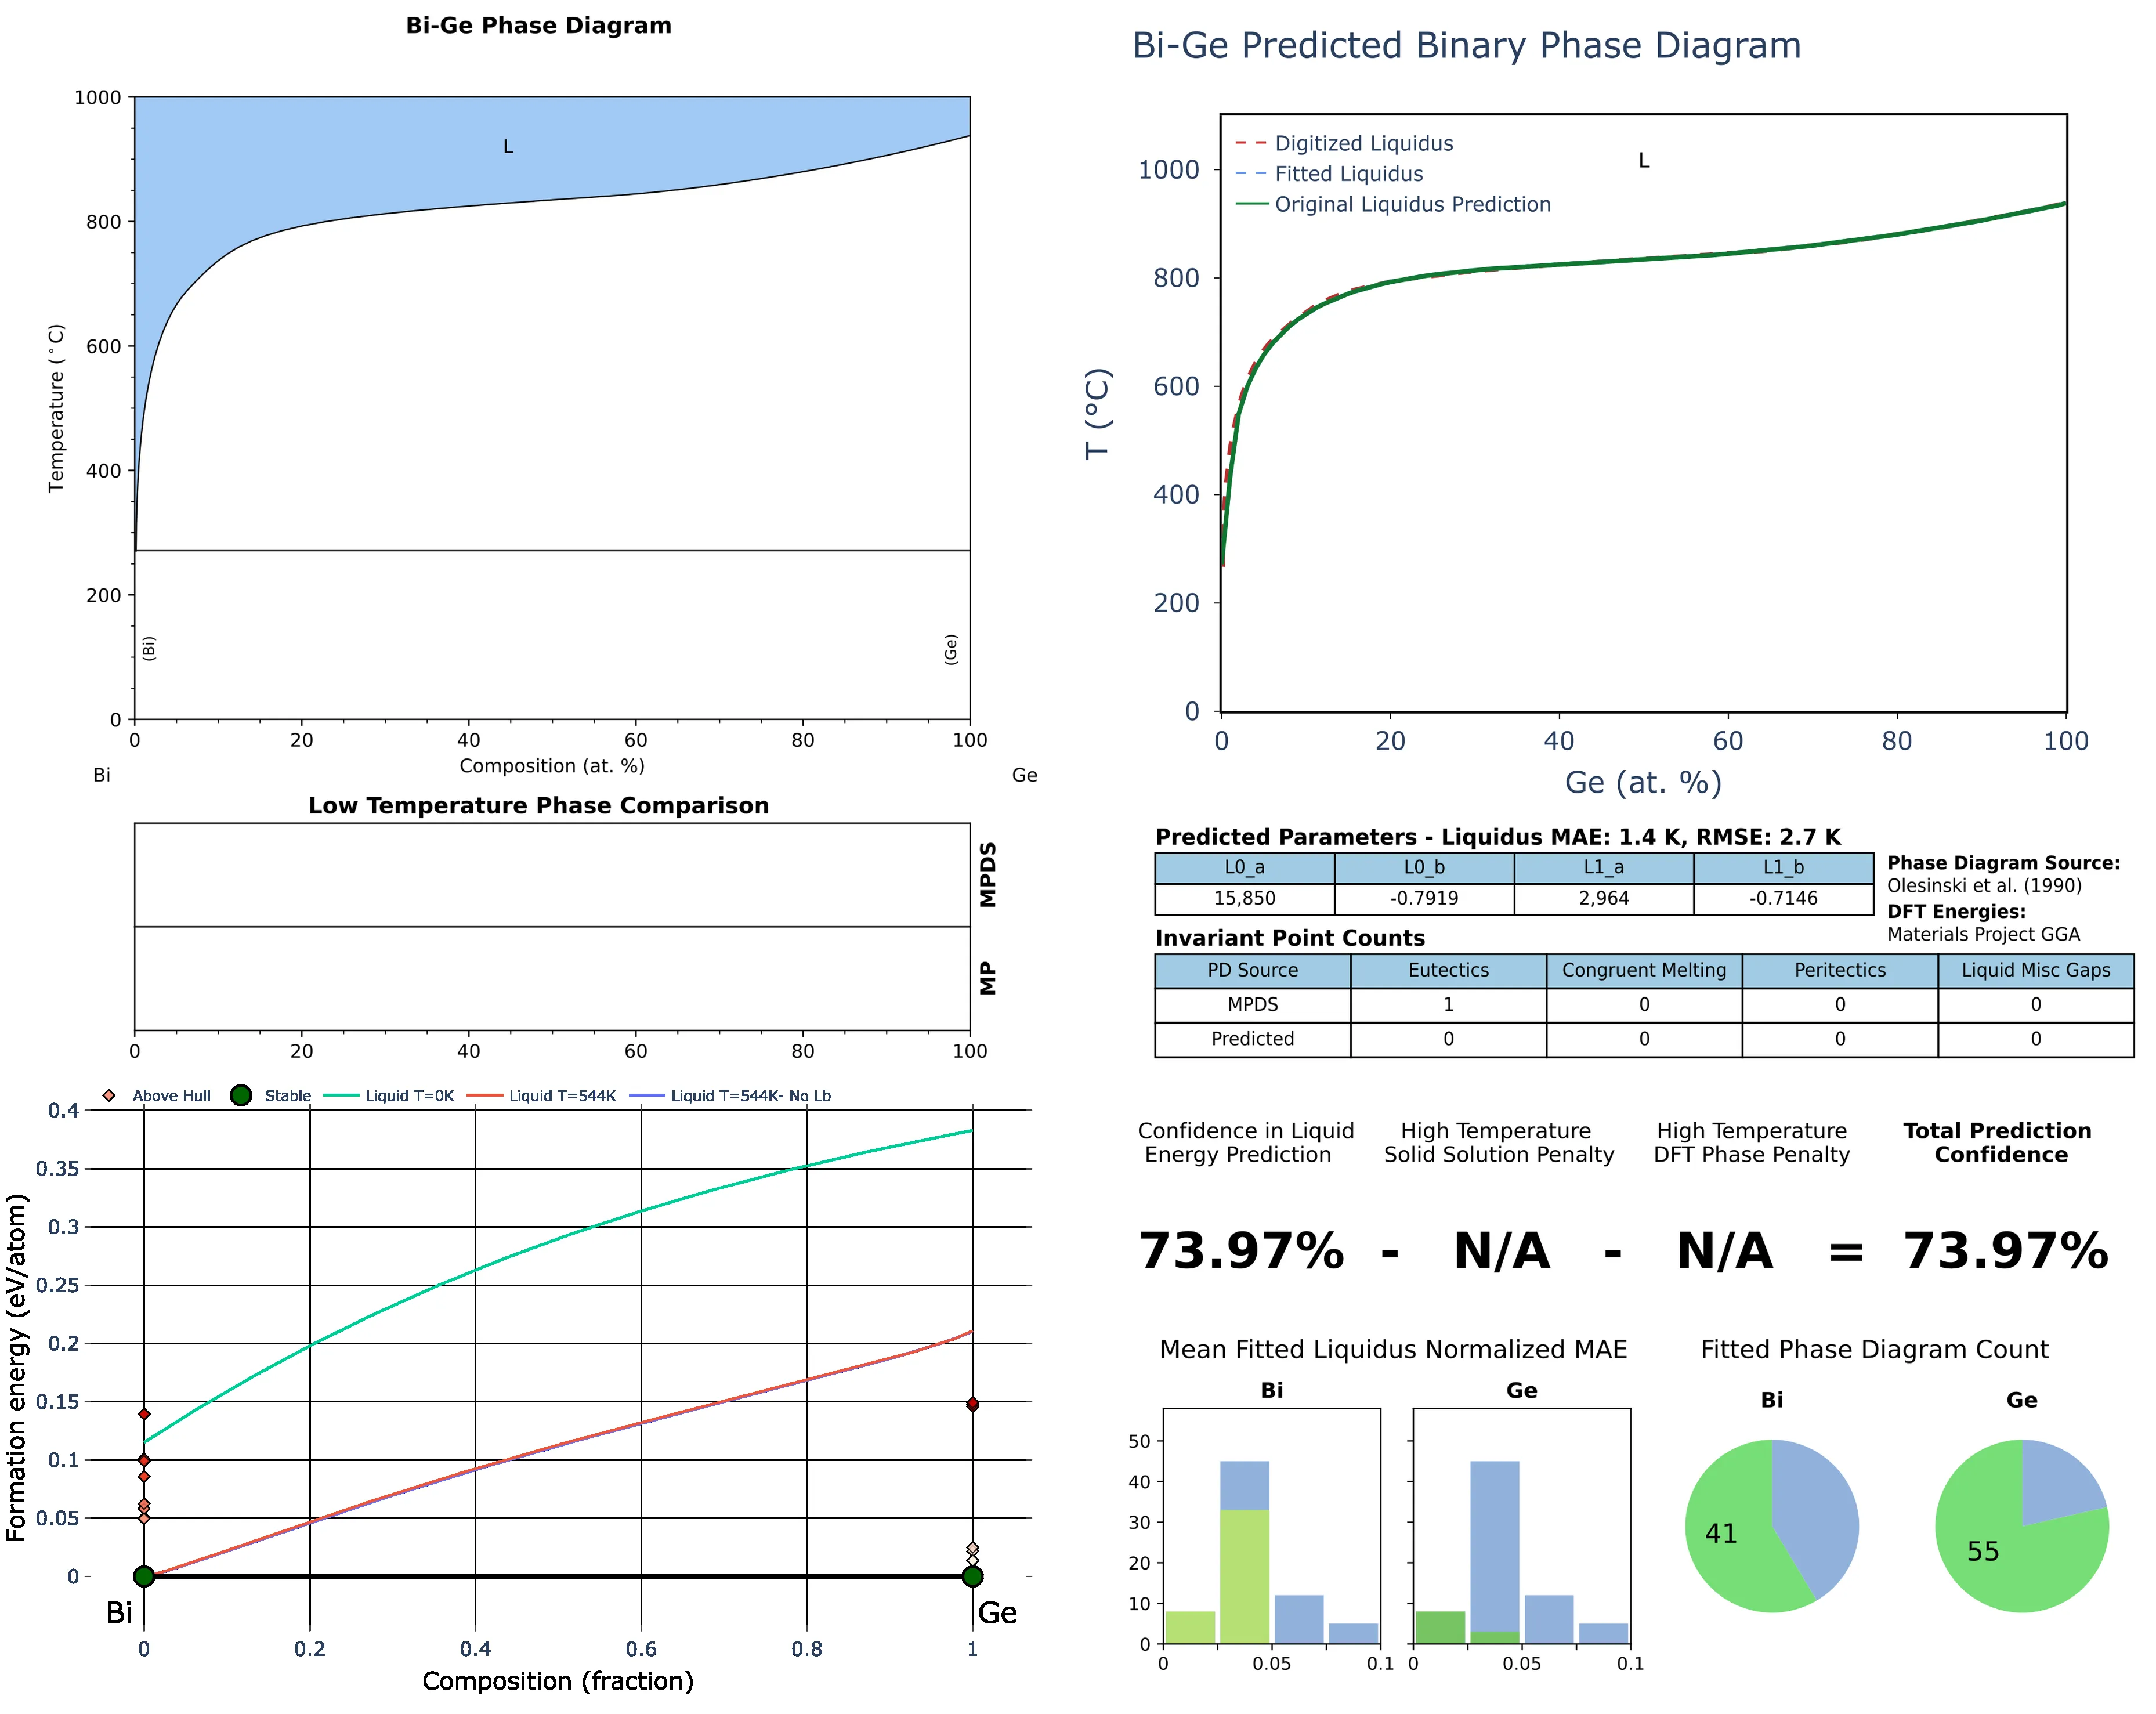 Bi-Ge Phase Diagram
1000
800
600
400
200
0
Temperature (°C)
L
(Bi)
(Ge)
0 20 40 60 80 100
Composition (at. %)
Bi Ge
Low Temperature Phase Comparison
MPDS
MP
0 20 40 60 80 100
Above Hull Stable Liquid T=0K Liquid T=544K Liquid T=544K- No Lb
0.4
0.35
0.3
0.25
0.2
0.15
0.1
0.05
0
Formation energy (eV/atom)
Bi Ge
0 0.2 0.4 0.6 0.8 1
Composition (fraction)
Bi-Ge Predicted Binary Phase Diagram
Digitized Liquidus
Fitted Liquidus
Original Liquidus Prediction
L
1000
800
600
400
200
0
T (°C)
0 20 40 60 80 100
Ge (at. %)
Predicted Parameters - Liquidus MAE: 1.4 K, RMSE: 2.7 K
L0_a L0_b L1_a L1_b
15,850 -0.7919 2,964 -0.7146
Phase Diagram Source:
Olesinski et al. (1990)
DFT Energies:
Materials Project GGA
Invariant Point Counts
PD Source Eutectics Congruent Melting Peritectics Liquid Misc Gaps
MPDS 1 0 0 0
Predicted 0 0 0 0
Confidence in Liquid
Energy Prediction
High Temperature
Solid Solution Penalty
High Temperature
DFT Phase Penalty
Total Prediction
Confidence
73.97% - N/A - N/A = 73.97%
Mean Fitted Liquidus Normalized MAE
Bi Ge
50
40
30
20
10
0
0 0.05 0.1 0 0.05 0.1
Fitted Phase Diagram Count
Bi Ge
41
55